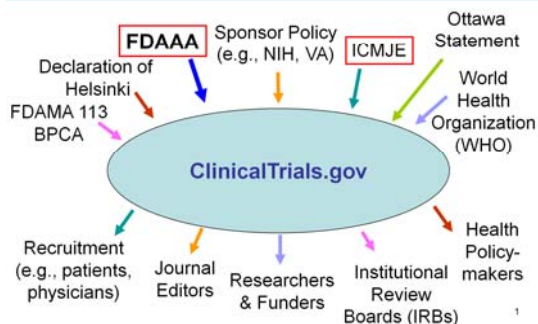 FDAAA
Sponsor Policy
(e.g., NIH, VA)
ICMJE
Ottawa
Statement
Declaration of
Helsinki
FDAMA 113
BPCA
World
Health
Organization
(WHO)
ClinicalTrials.gov
Recruitment
(e.g., patients,
physicians)
Journal
Editors
Researchers
& Funders
Institutional
Review
Boards (IRBs)
Health
Policy-
makers
1